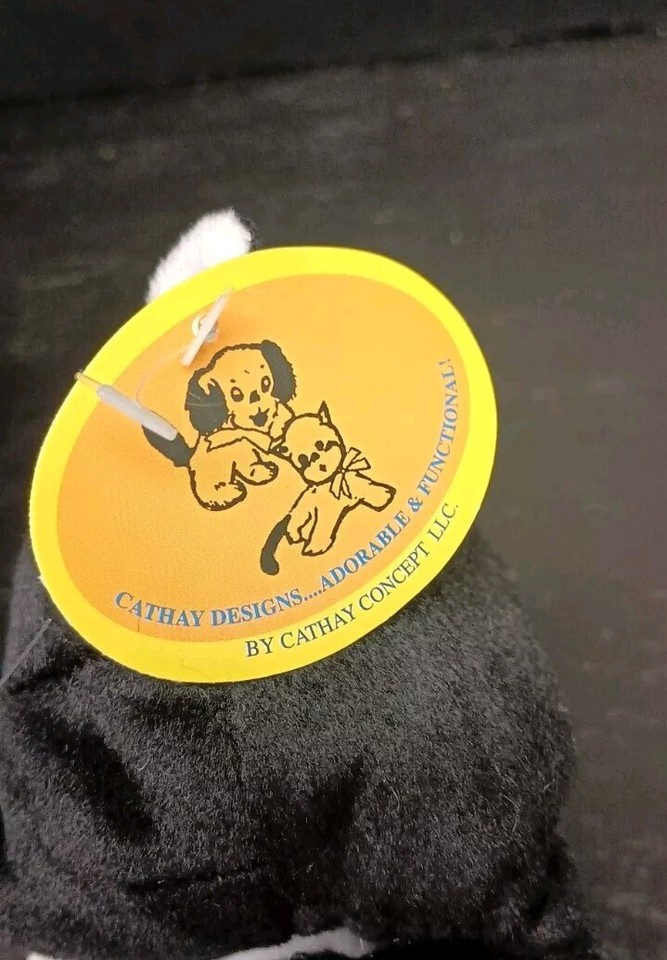 CATHAY DESIGNS....ADORABLE & FUNCTIONAL!
BY CATHAY CONCEPT LLC.